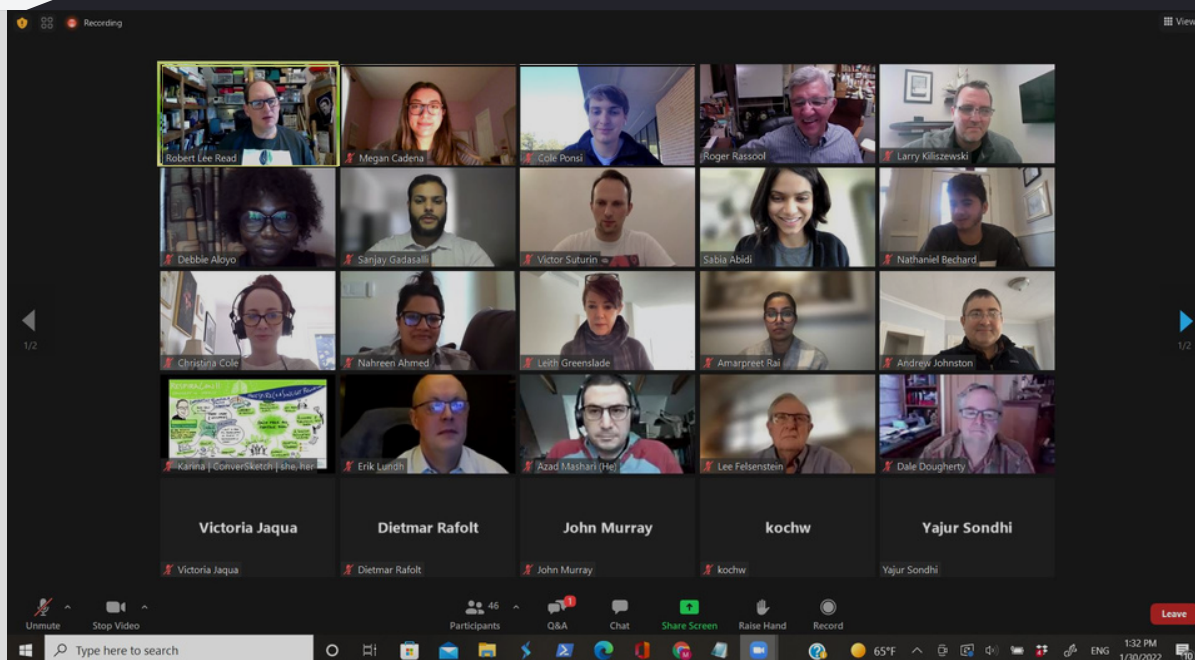 Recording
View
Robert Lee Read
Megan Cadena
Cole Ponsi
Roger Rassool
Larry Kiliszewski
Debbie Aloyo
Sanjay Gadasalli
Victor Suturin
Sabia Abidi
Nathaniel Bechard
1/2
1/2
Christina Cole
Nahreen Ahmed
Leith Greenslade
Amarpreet Rai
Andrew Johnston
Karina | ConverSketch | she, her
Erik Lundh
Azad Mashari (He)
Lee Felsenstein
Dale Dougherty
Victoria Jaqua
Dietmar Rafolt
John Murray
kochw
Yajur Sondhi
Victoria Jaqua
Dietmar Rafolt
John Murray
kochw
Yajur Sondhi
46
1
Unmute
Stop Video
Participants
Q&A
Chat
Share Screen
Raise Hand
Record
Leave
Type here to search
65°F
ENG
1:32 PM
1/30/2022